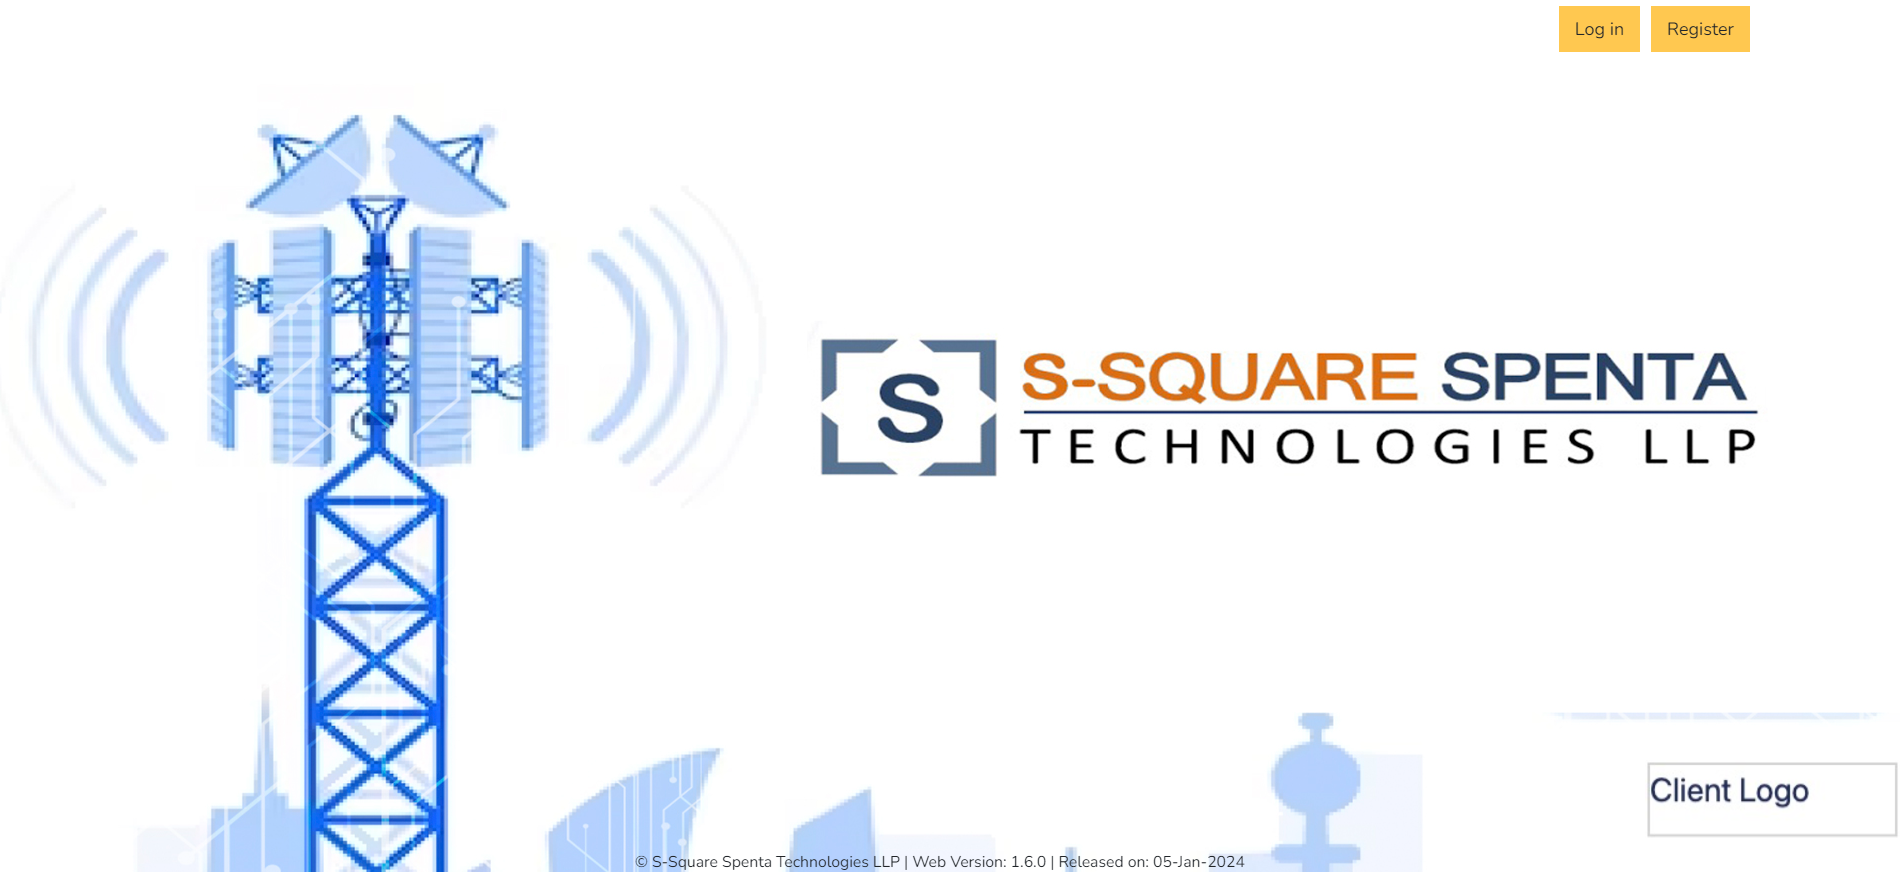 Log in Register
S-SQUARE SPENTA
S
TECHNOLOGIES LLP
Client Logo
© S-Square Spenta Technologies LLP | Web Version: 1.6.0 | Released on: 05-Jan-2024